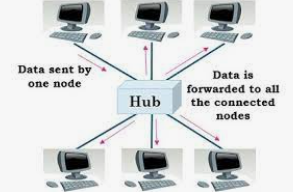 Data sent by
one node
Hub
Data is
forwarded to all
the connected
nodes